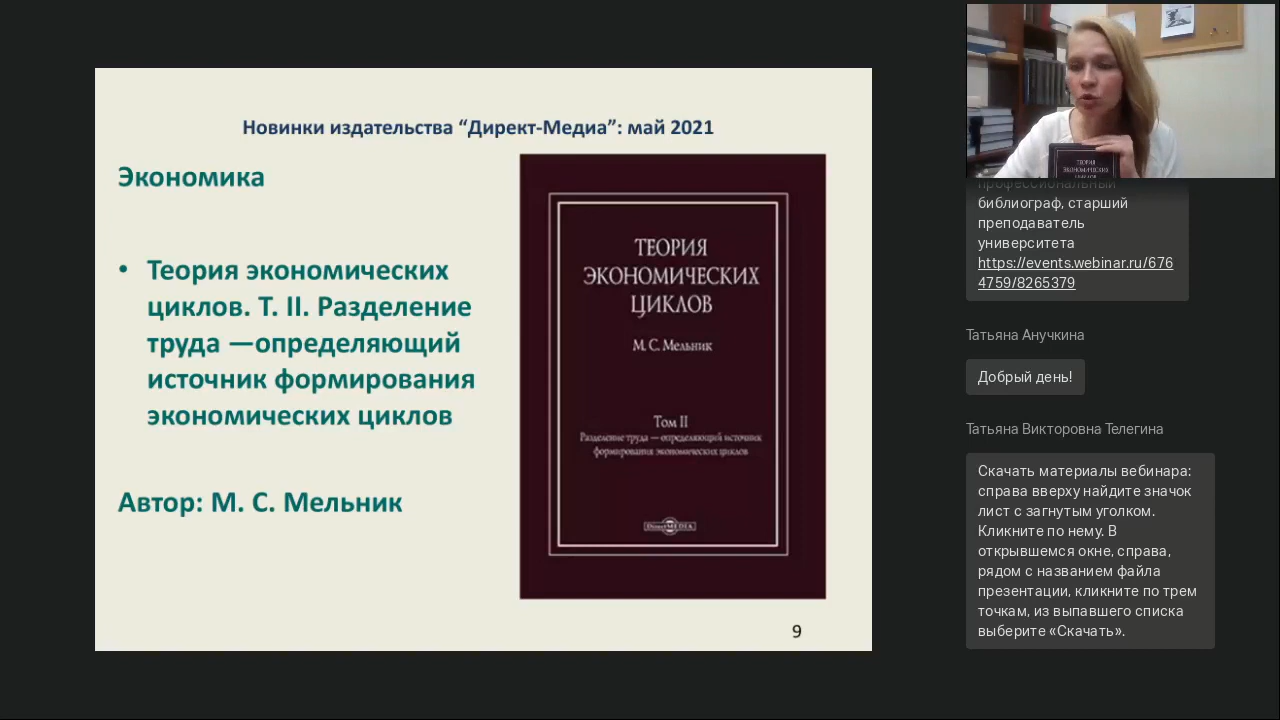 Новинки издательства “Директ-Медиа”: май 2021
Экономика
• Теория экономических
циклов. Т. II. Разделение
труда —определяющий
источник формирования
экономических циклов
Автор: М. С. Мельник
ТЕОРИЯ
ЭКОНОМИЧЕСКИХ
ЦИКЛОВ
М. С. Мельник
Том II
Разделение труда — определяющий источник
формирования экономических циклов
DirectMEDIA
9
ТЕОРИЯ
ЭКОНОМИЧЕСКИХ
ЦИКЛОВ
профессиональный
библиограф, старший
преподаватель
университета
https://events.webinar.ru/676
4759/8265379
Татьяна Анучкина
Добрый день!
Татьяна Викторовна Телегина
Скачать материалы вебинара:
справа вверху найдите значок
лист с загнутым уголком.
Кликните по нему. В
открывшемся окне, справа,
рядом с названием файла
презентации, кликните по трем
точкам, из выпавшего списка
выберите «Скачать».